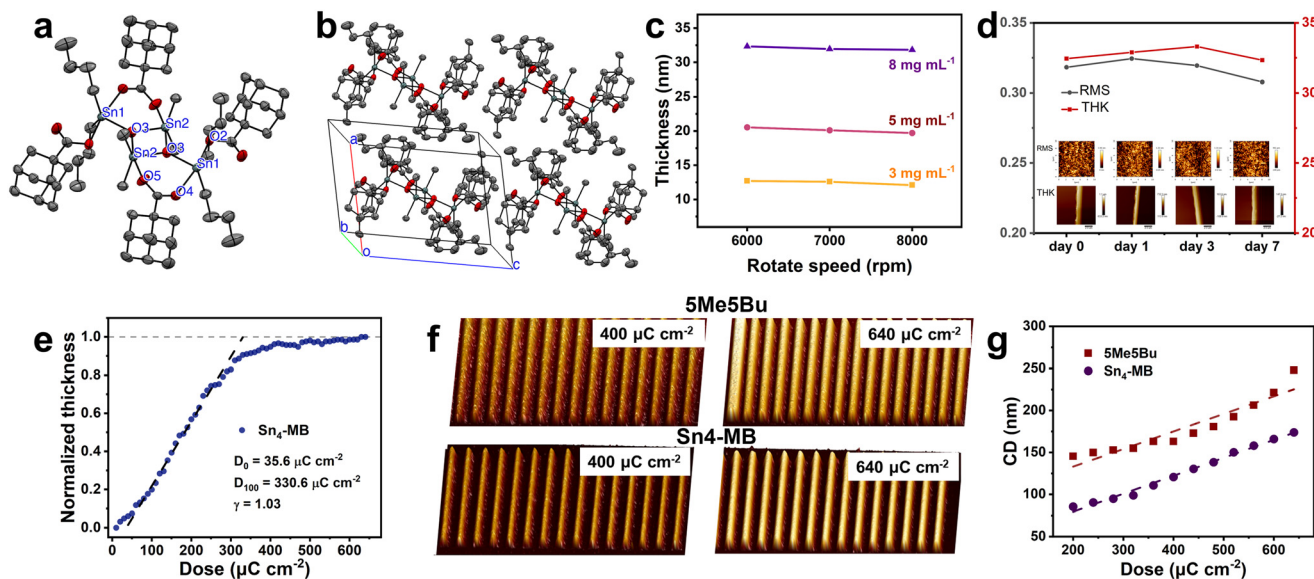 a
Sn1
O3
Sn2
O2
Sn2
O3
Sn1
O5
O4
b
a
b
o
c
c
Thickness (nm)
35
30
25
20
15
10
8 mg mL⁻¹
5 mg mL⁻¹
3 mg mL⁻¹
6000 7000 8000
Rotate speed (rpm)
d
0.35
0.30
0.25
0.20
35
30
25
20
RMS
THK
RMS
THK
day 0 day 1 day 3 day 7
e
Normalized thickness
1.0
0.8
0.6
0.4
0.2
0.0
Sn₄-MB
D₀ = 35.6 μC cm⁻²
D₁₀₀ = 330.6 μC cm⁻²
γ = 1.03
0 100 200 300 400 500 600
Dose (μC cm⁻²)
f
5Me5Bu
400 μC cm⁻²
640 μC cm⁻²
Sn4-MB
400 μC cm⁻²
640 μC cm⁻²
g
CD (nm)
300
250
200
150
100
50
5Me5Bu
Sn₄-MB
200 300 400 500 600
Dose (μC cm⁻²)